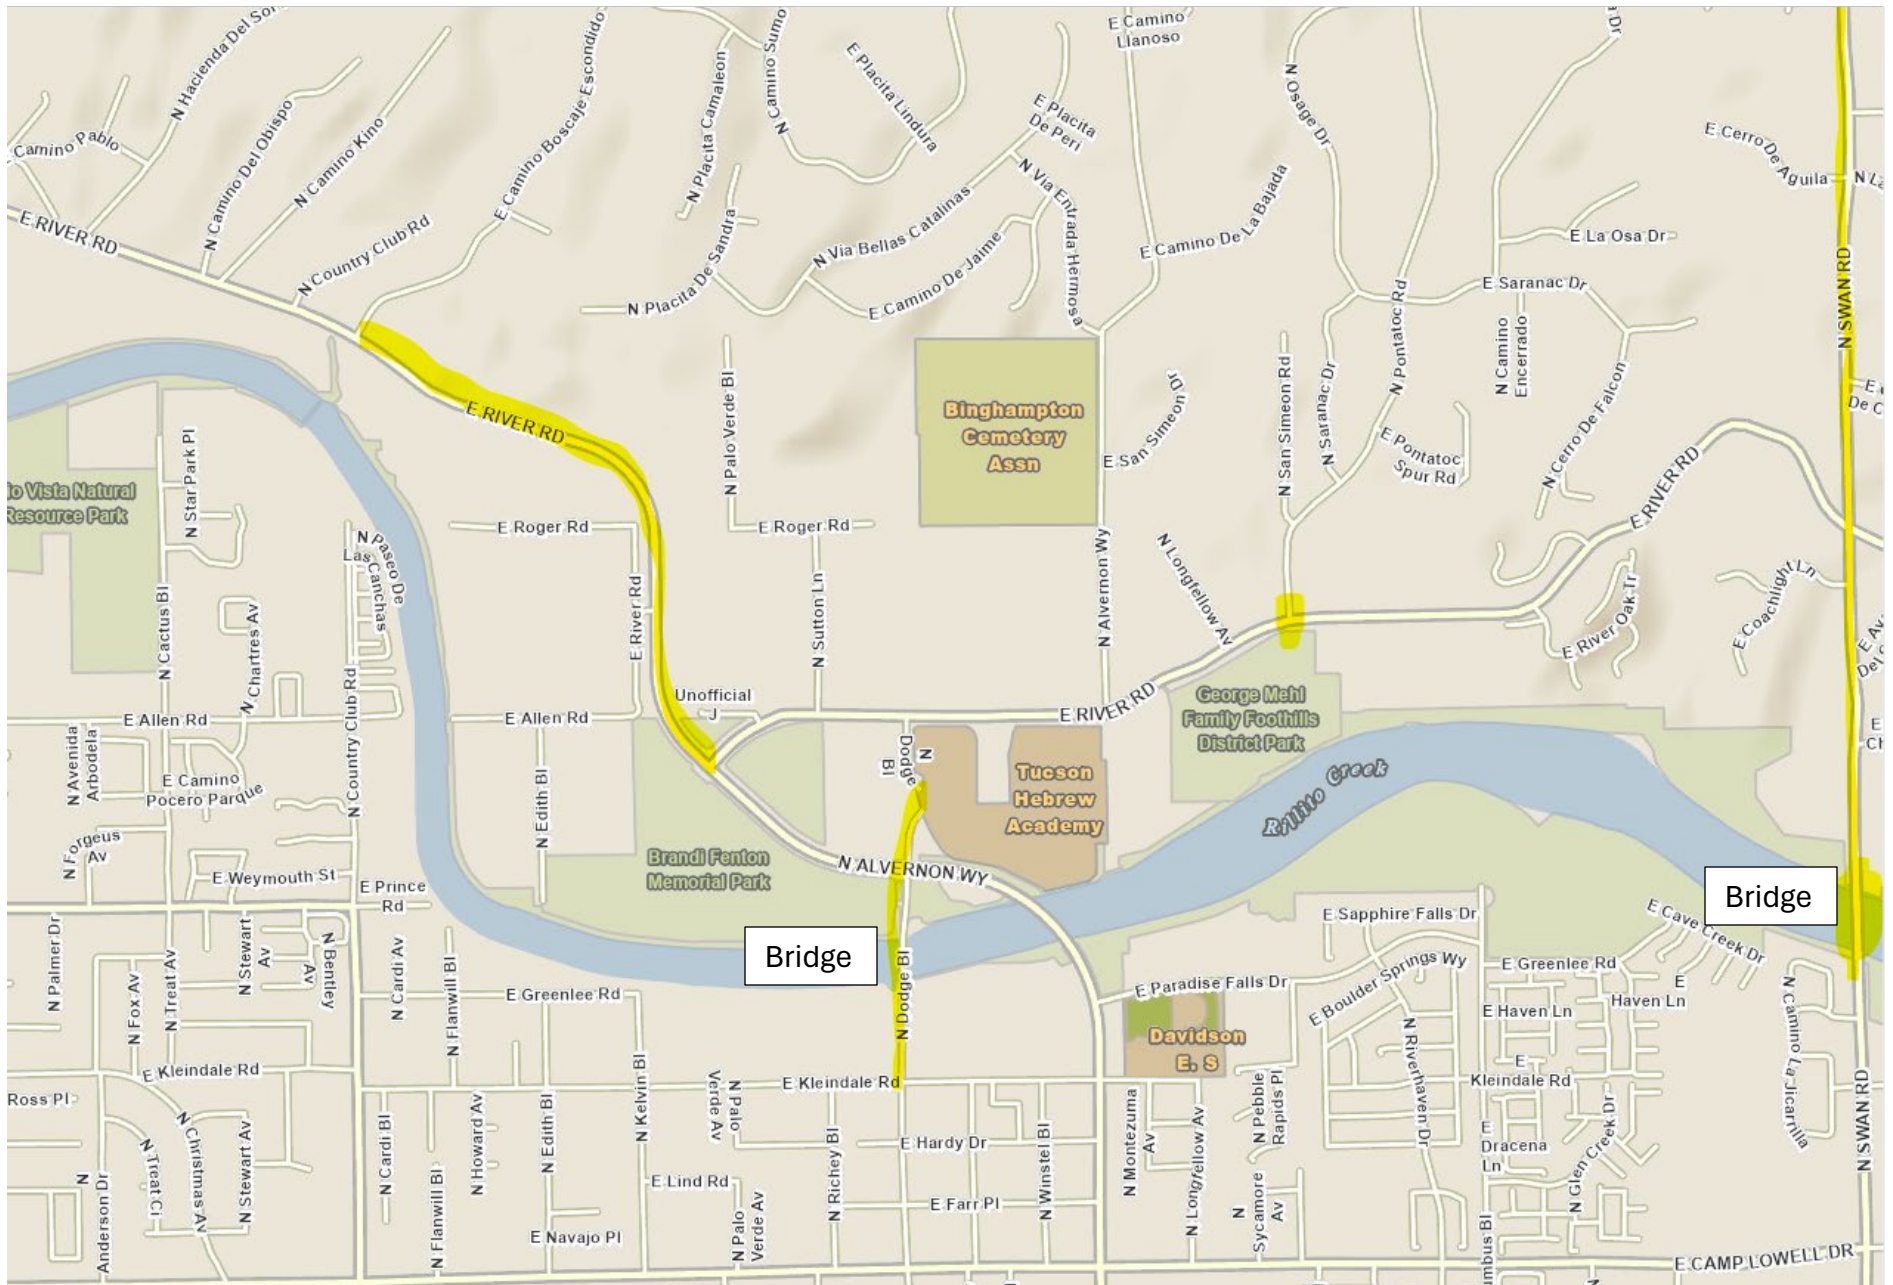 E Camino
Llanoso
N Camino Sumo
N Camino
E Camino Boscaje Escondido
N Placita Camaleon
E Placita Lindura
E Placita
De Peri
N Osage Dr
E Cerro De Aguila
Camino Pablo
N Camino Del Obispo
N Camino Kino
N Country Club Rd
E RIVER RD
N Placita De Sandra
N Placita De Sandra
N Via Bellas Catalinas
E Camino De Jaime
N Via Entrada Hermosa
E Camino De La Bajada
E La Osa Dr
E Saranac Dr
N SWAN RD
N Pontatoc Rd
N Camino
Encerrado
N Cerro De Falcon
E RIVER RD
N Palo Verde Bl
Binghampton
Cemetery
Assn
E San Simeon Dr
N San Simeon Rd
N Saranac Dr
E Pontatoc
Spur Rd
E RIVER RD
Vista Natural
Resource Park
N Star Park Pl
N Paseo De
Las Canchas
E Roger Rd
E Roger Rd
N Alvernon Wy
N Longfellow Av
E Coachlight Ln
E River Oak Tr
N Cactus Bl
N Chartres Av
N Country Club Rd
E River Rd
N Sutton Ln
Unofficial
J
E Allen Rd
E Allen Rd
E RIVER RD
George Mehl
Family Foothills
District Park
N Avenida
Arbodela
E Camino
Pocero Parque
N Edith Bl
N
Dodge
Bl
Tucson
Hebrew
Academy
Rillito Creek
N Forgeus
Av
E Weymouth St
E Prince
Rd
Brandi Fenton
Memorial Park
N ALVERNON WY
Bridge
E Sapphire Falls Dr
E Cave Creek Dr
N Palmer Dr
N Stewart
Av
N Bentley
Av
N Fox Av
N Treat Av
N Cardi Av
N Flanwill Bl
Bridge
N Dodge Bl
E Greenlee Rd
E Paradise Falls Dr
E Boulder Springs Wy
E Greenlee Rd
E Haven Ln
E
Haven Ln
N Camino La Jicarrilla
Davidson
E. S
N Riverhaven Dr
E Kleindale Rd
E Kleindale Rd
E
Kleindale Rd
Ross Pl
N Christmas Av
N Treat Cl
N Stewart Av
N Cardi Bl
N Flanwill Bl
N Howard Av
N Edith Bl
N Kelvin Bl
N Palo
Verde Av
N Richey Bl
E Hardy Dr
N Winstel Bl
N Montezuma
Av
N Longfellow Av
N Pebble
Rapids Pl
E
Dracena
Ln
N Glen Creek Dr
N SWAN RD
N
Anderson Dr
E Lind Rd
E Farr Pl
E Navajo Pl
N Palo
Verde Av
N
Sycamore
Av
E CAMP LOWELL DR